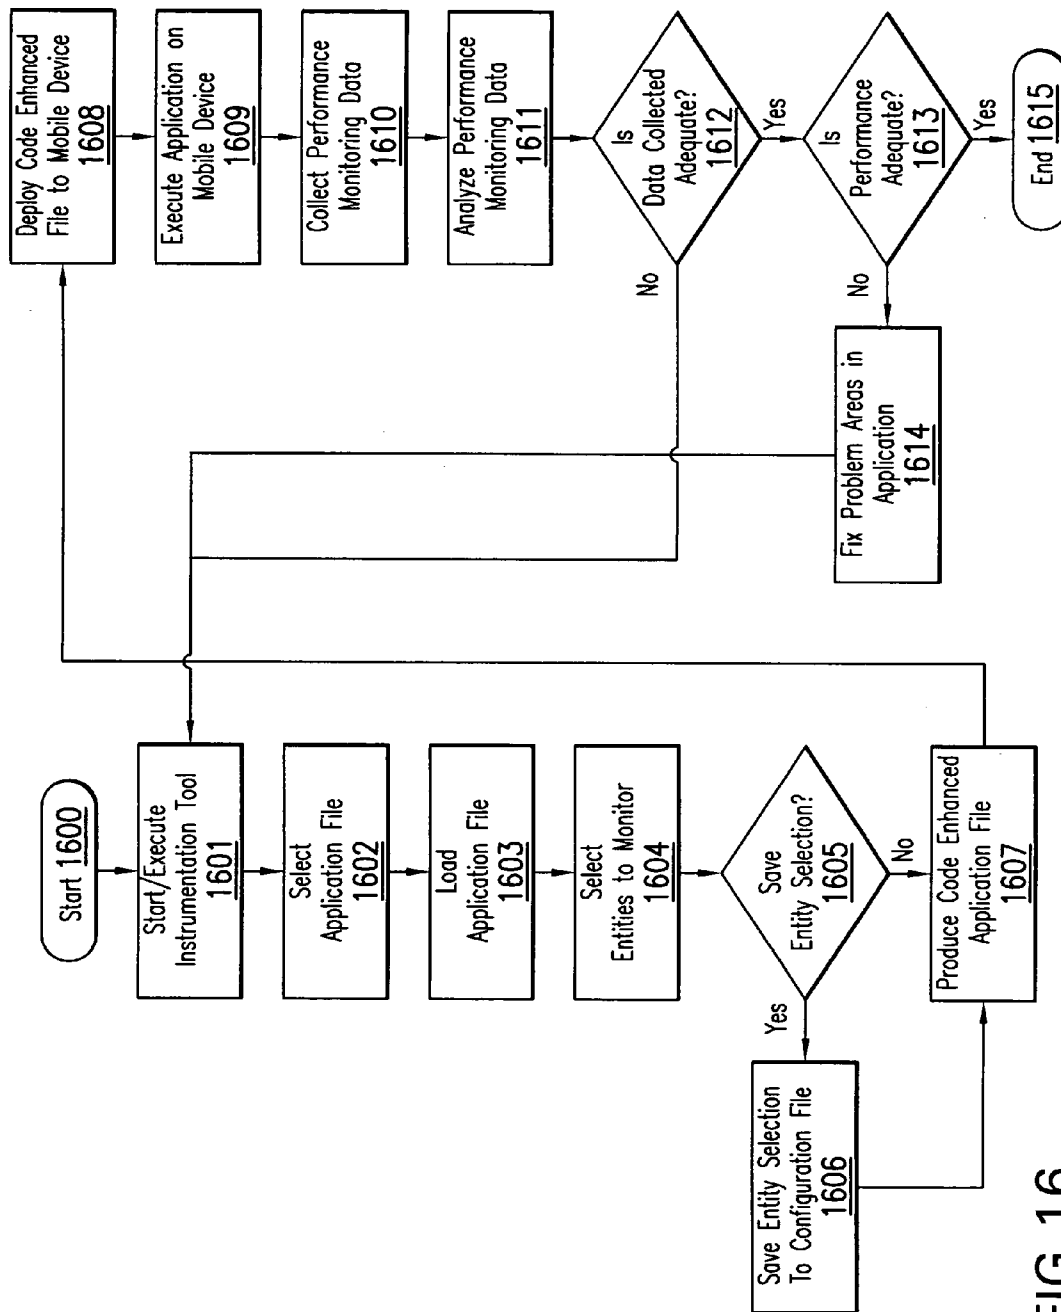 Start 1600
Start/Execute
Instrumentation Tool
1601
Select
Application File
1602
Load
Application File
1603
Select
Entities to Monitor
1604
Save
Entity Selection?
1605
Yes
No
Save Entity Selection
To Configuration File
1606
Produce Code Enhanced
Application File
1607
Deploy Code Enhanced
File to Mobile Device
1608
Execute Application on
Mobile Device
1609
Collect Performance
Monitoring Data
1610
Analyze Performance
Monitoring Data
1611
Is
Data Collected
Adequate?
1612
No
Yes
Is
Performance
Adequate?
1613
No
Yes
Fix Problem Areas in
Application
1614
End 1615
FIG.16